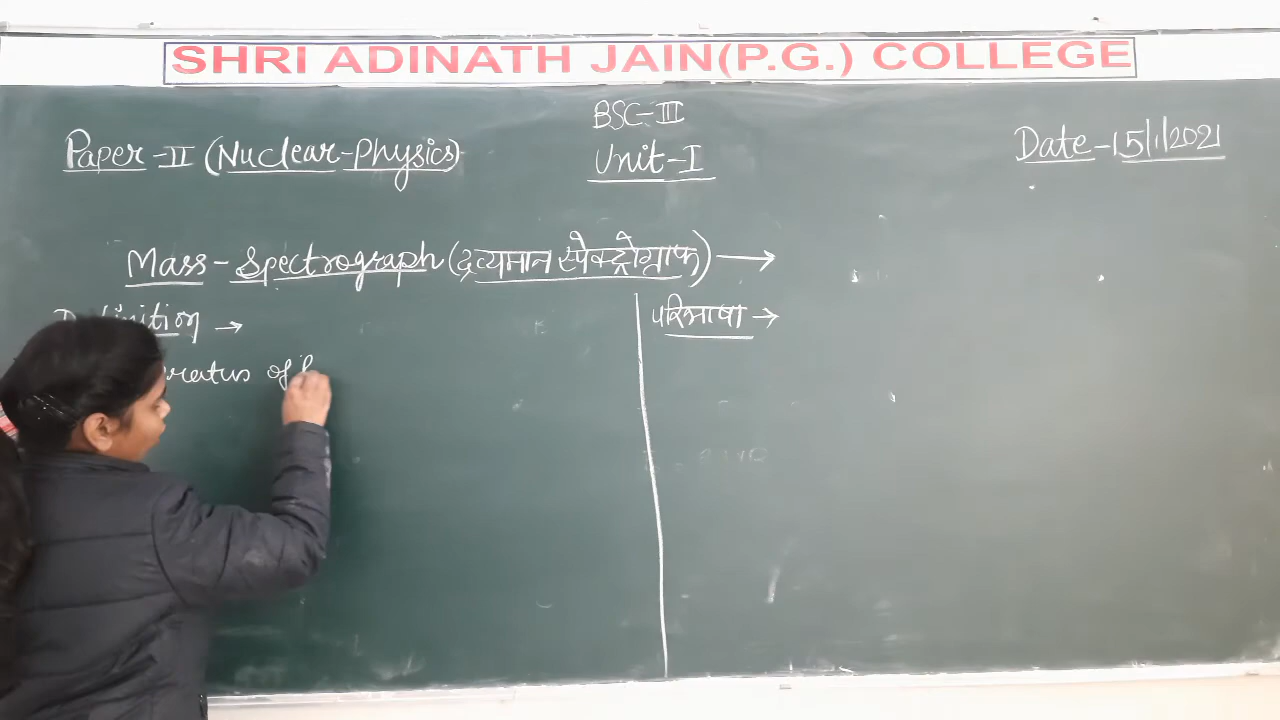 SHRI ADINATH JAIN(P.G.) COLLEGE
BSC-III
Paper-II (Nuclear-Physics)
Unit-I
Date-15/1/2021
Mass-Spectrograph (द्रव्यमान स्पेक्ट्रोग्राफ) →
Definition →
परिभाषा →
of